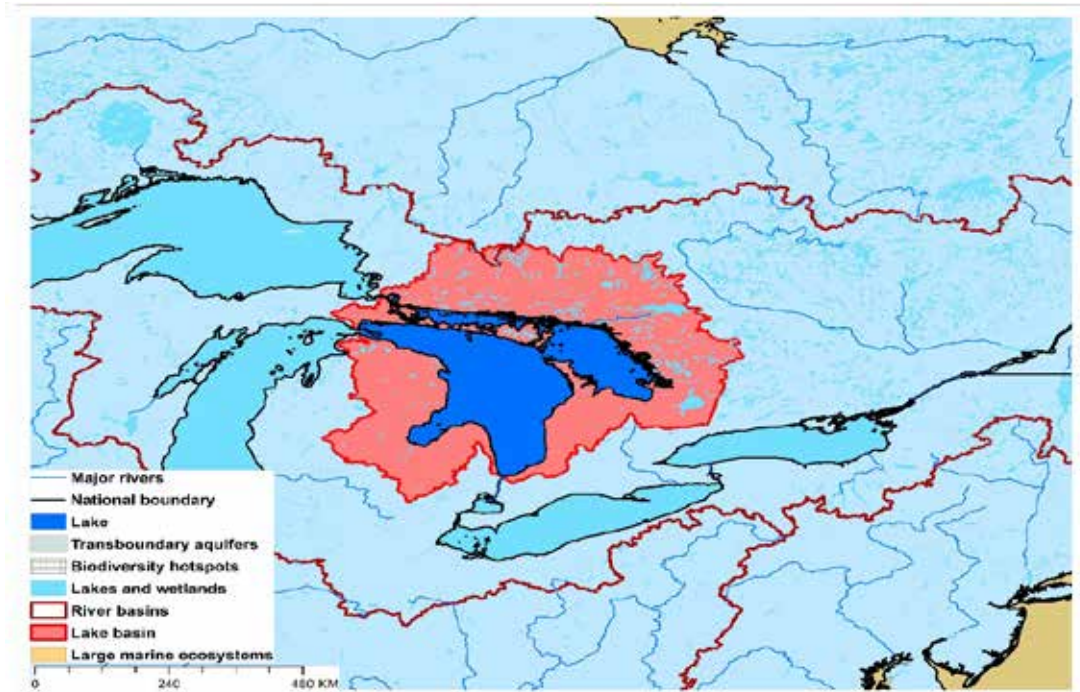 Major rivers
National boundary
Lake
Transboundary aquifers
Biodiversity hotspots
Lakes and wetlands
River basins
Lake basin
Large marine ecosystems
0 240 480 KM